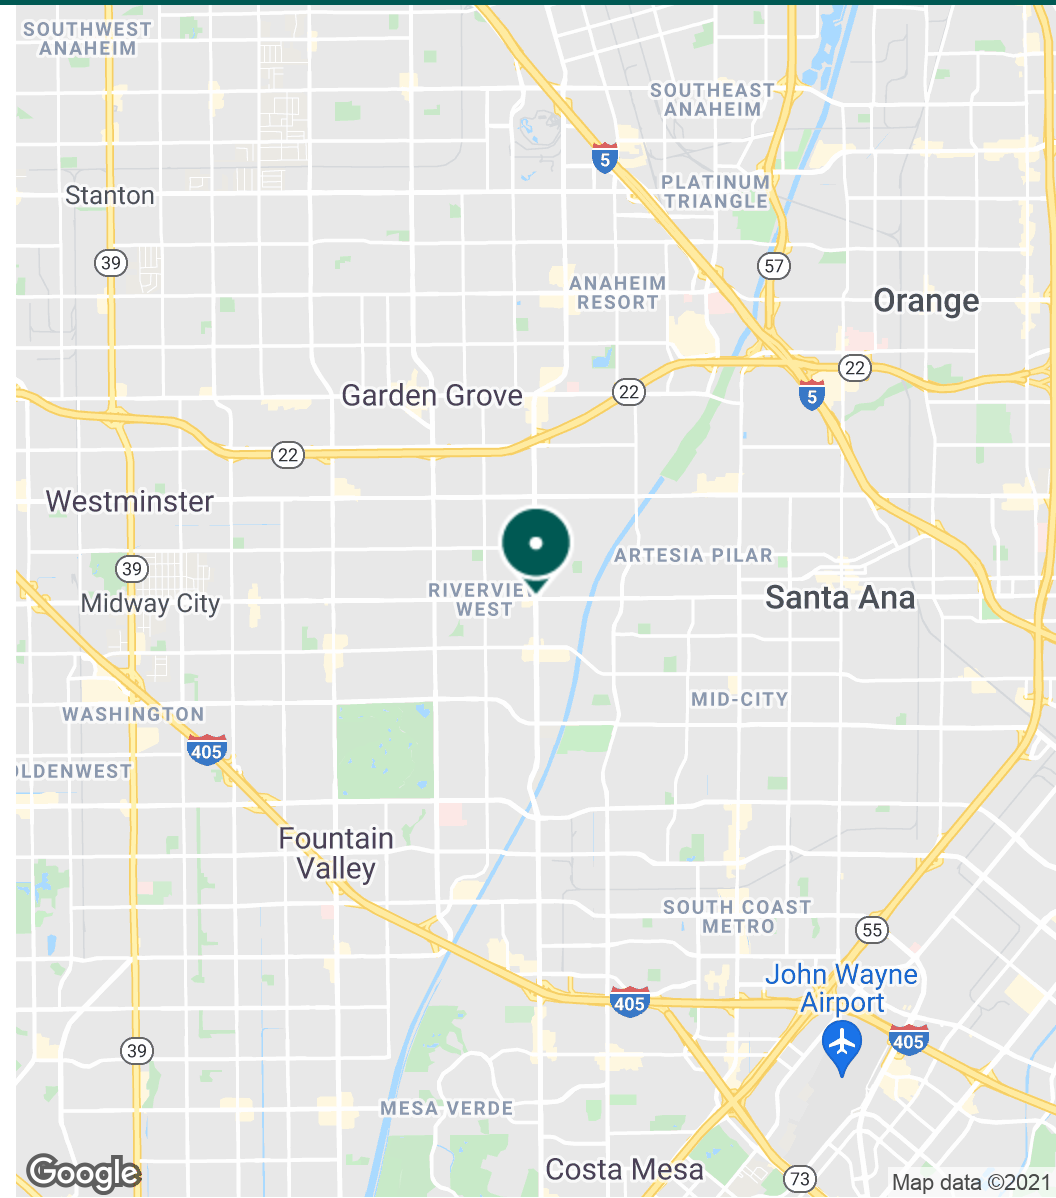 SOUTHWEST
ANAHEIM
SOUTHEAST
ANAHEIM
5
Stanton
PLATINUM
TRIANGLE
39
57
ANAHEIM
RESORT
Orange
22
Garden Grove
22
5
22
Westminster
39
ARTESIA PILAR
Midway City
RIVERVIE
WEST
Santa Ana
MID-CITY
WASHINGTON
405
OLDENWEST
Fountain
Valley
SOUTH COAST
METRO
55
John Wayne
Airport
405
405
39
MESA VERDE
Costa Mesa
73
Google
Map data ©2021